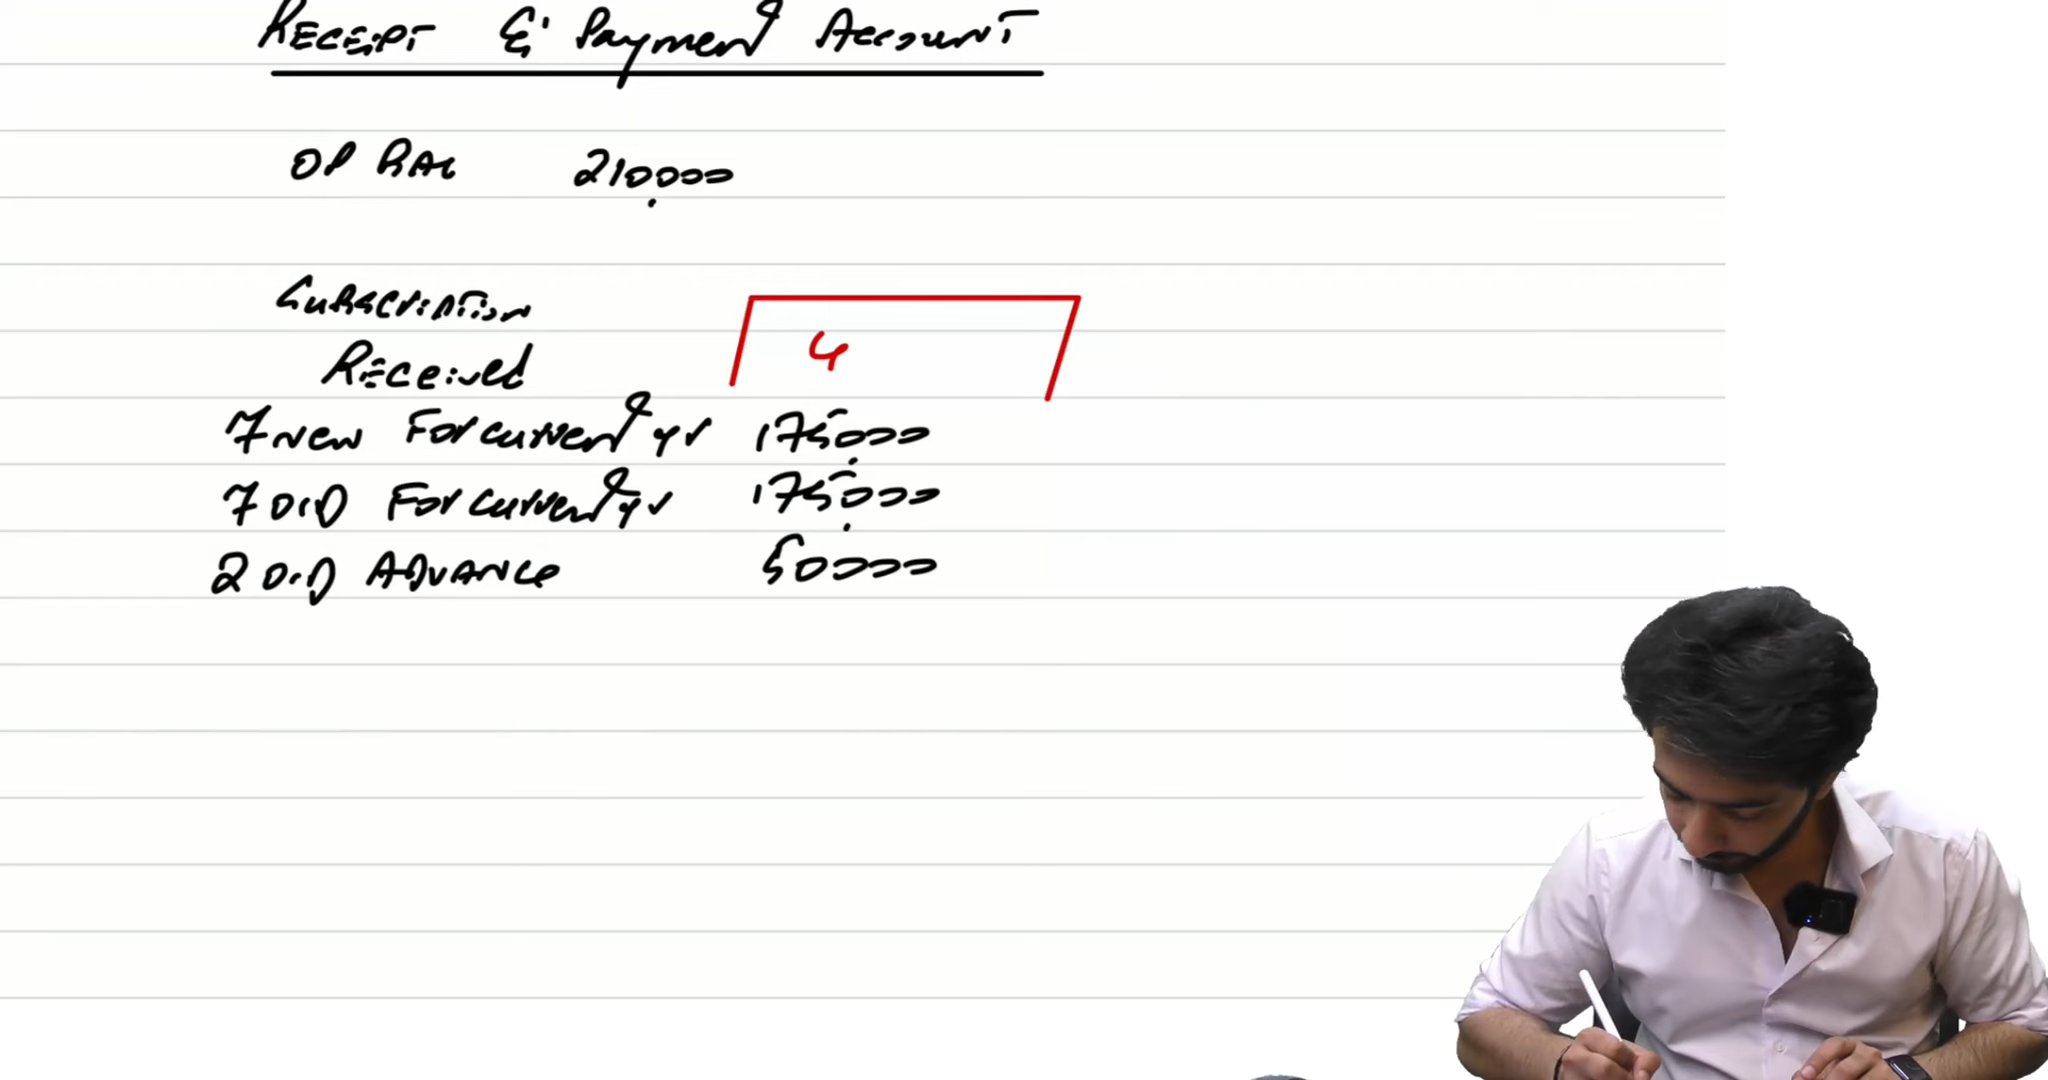 RECEIPT & Payment Account
OP BAL 210000
Subscription
Received
4
7 New For current yr 175000
7 OLD For current yr 175000
2 OLD ADVANCE 50000